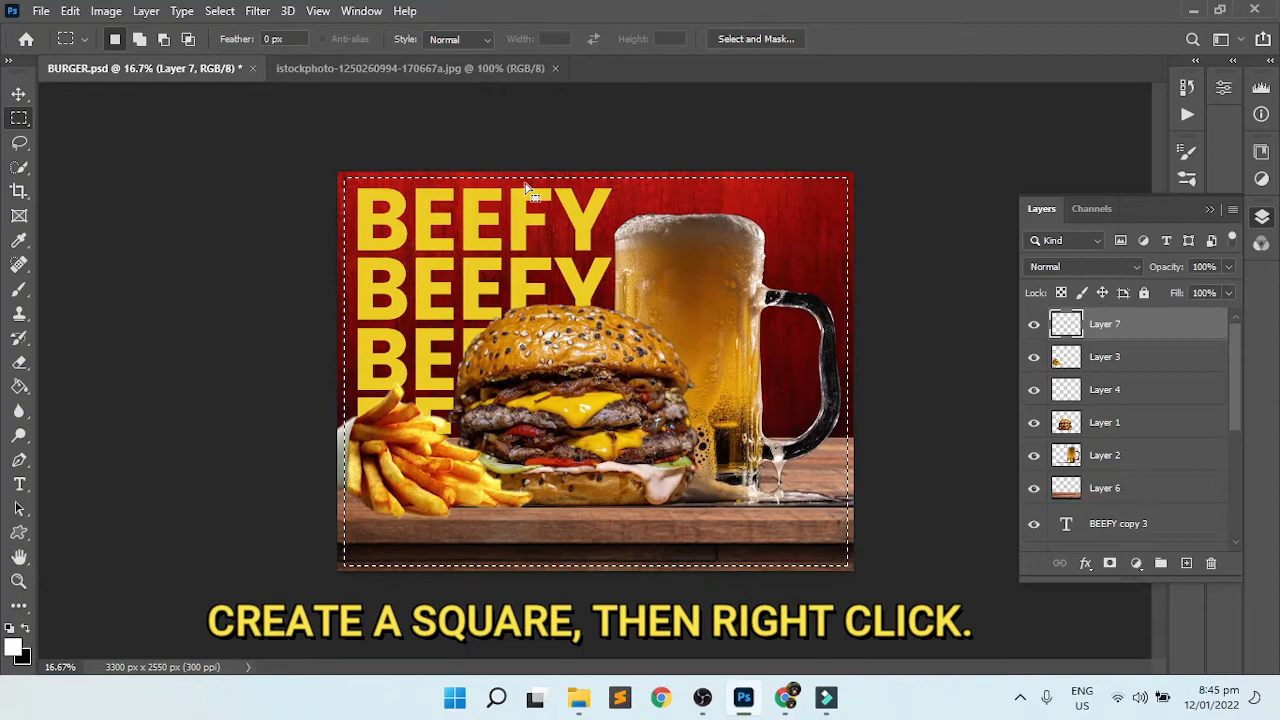 Ps File Edit Image Layer Type Select Filter 3D View Window Help
Feather: 0 px Anti-alias Style: Normal Width: Height: Select and Mask...
BURGER.psd @ 16.7% (Layer 7, RGB/8) * istockphoto-1250260994-170667a.jpg @ 100% (RGB/8)
BEEFY
BEEFY
BEE
BE
Layers Channels
Kind
Normal Opacity: 100%
Lock: Fill: 100%
Layer 7
Layer 3
Layer 4
Layer 1
Layer 2
Layer 6
T BEEFY copy 3
CREATE A SQUARE, THEN RIGHT CLICK.
16.67% 3300 px x 2550 px (300 ppi)
Ps
ENG
US
8:45 pm
12/01/2022